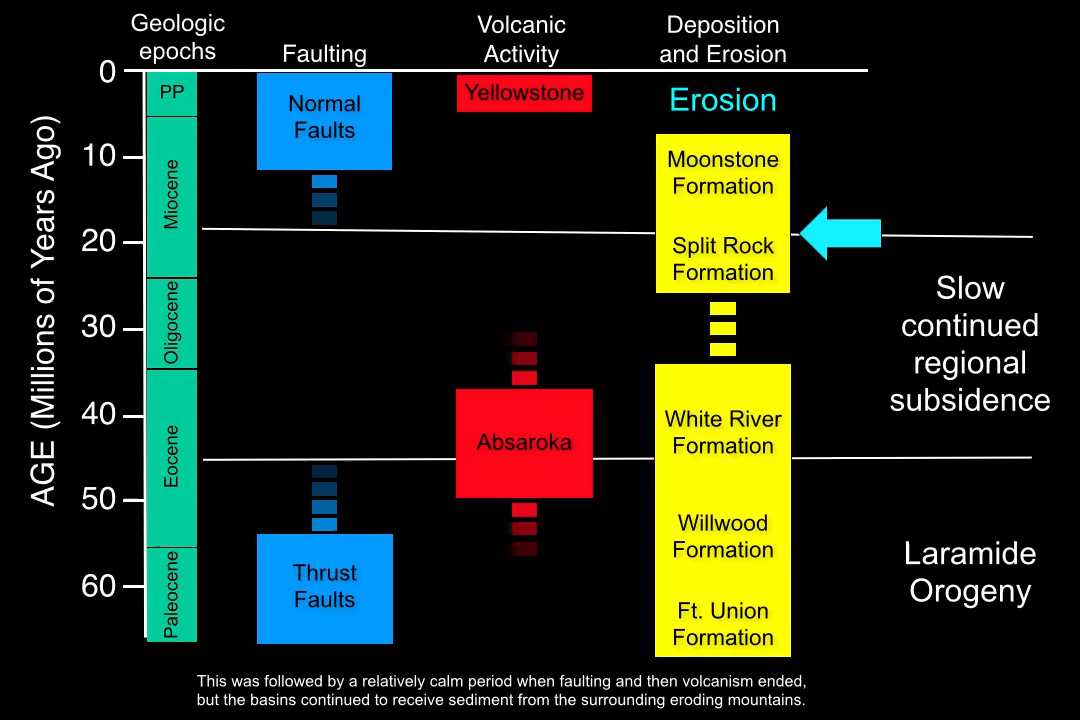 Geologic
epochs
Faulting
Volcanic
Activity
Deposition
and Erosion
AGE (Millions of Years Ago)
0
10
20
30
40
50
60
PP
Miocene
Oligocene
Eocene
Paleocene
Normal
Faults
Thrust
Faults
Yellowstone
Absaroka
Erosion
Moonstone
Formation
Split Rock
Formation
White River
Formation
Willwood
Formation
Ft. Union
Formation
Slow
continued
regional
subsidence
Laramide
Orogeny
This was followed by a relatively calm period when faulting and then volcanism ended,
but the basins continued to receive sediment from the surrounding eroding mountains.